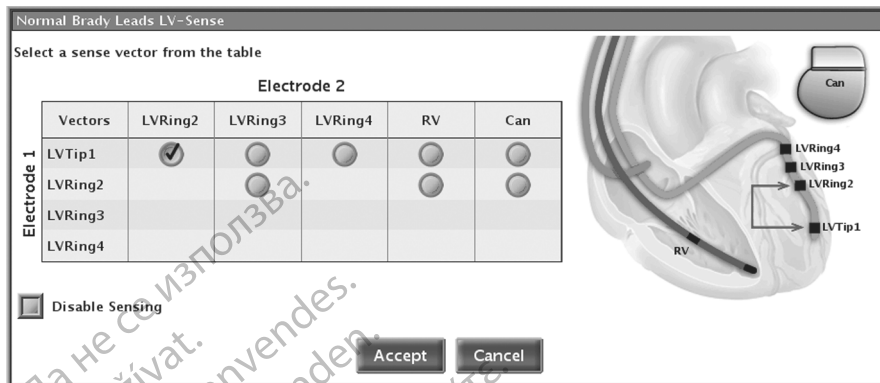 Normal Brady Leads LV-Sense
Select a sense vector from the table
Electrode 2
Vectors LVRing2 LVRing3 LVRing4 RV Can
Electrode 1
LVTip1
LVRing2
LVRing3
LVRing4
Disable Sensing
Accept Cancel
Can
LVRing4
LVRing3
LVRing2
LVTip1
RV
Да не се използва.
anvendes.